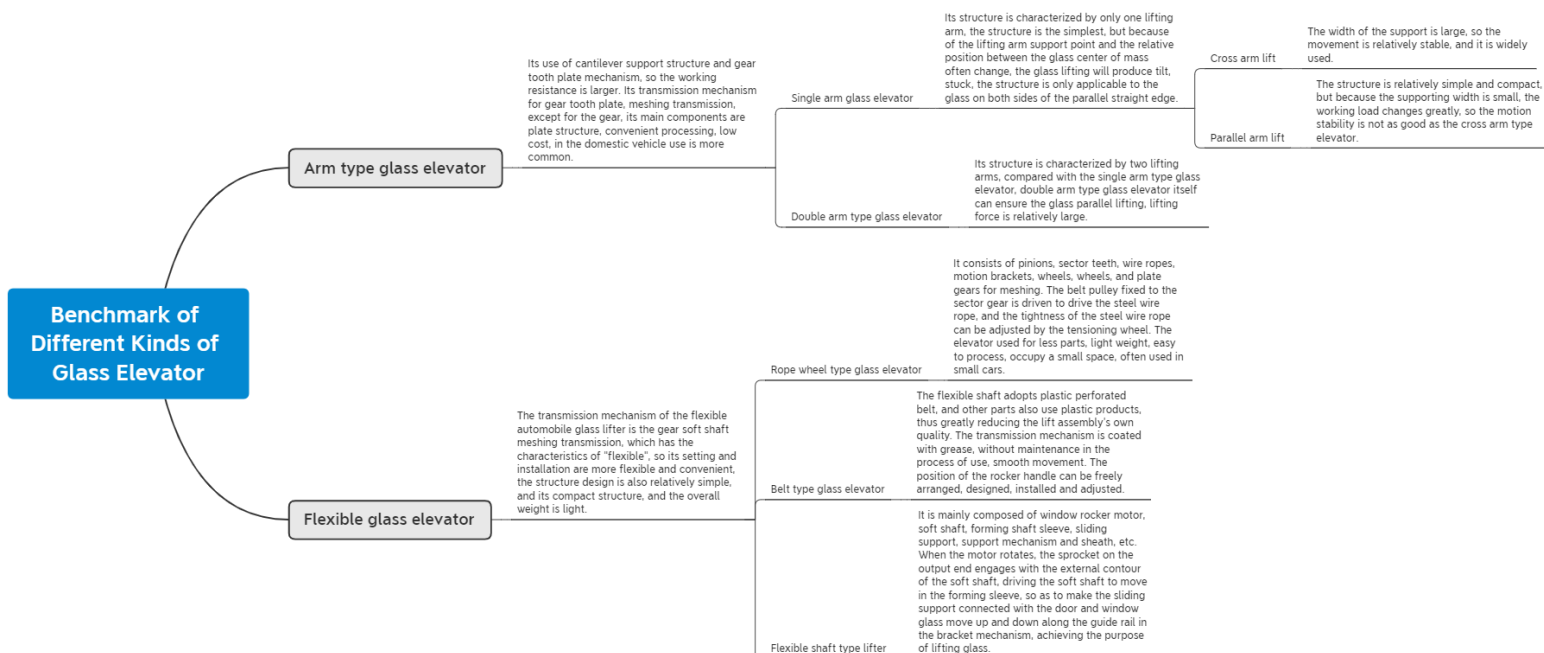 Benchmark of
Different Kinds of
Glass Elevator
Arm type glass elevator
Its use of cantilever support structure and gear
tooth plate mechanism, so the working
resistance is larger. Its transmission mechanism
for gear tooth plate, meshing transmission,
except for the gear, its main components are
plate structure, convenient processing, low
cost, in the domestic vehicle use is more
common.
Single arm glass elevator
Its structure is characterized by only one lifting
arm, the structure is the simplest, but because
of the lifting arm support point and the relative
position between the glass center of mass
often change, the glass lifting will produce tilt,
stuck, the structure is only applicable to the
glass on both sides of the parallel straight edge.
Cross arm lift
The width of the support is large, so the
movement is relatively stable, and it is widely
used.
Parallel arm lift
The structure is relatively simple and compact,
but because the supporting width is small, the
working load changes greatly, so the motion
stability is not as good as the cross arm type
elevator.
Double arm type glass elevator
Its structure is characterized by two lifting
arms, compared with the single arm type glass
elevator, double arm type glass elevator itself
can ensure the glass parallel lifting, lifting
force is relatively large.
Flexible glass elevator
The transmission mechanism of the flexible
automobile glass lifter is the gear soft shaft
meshing transmission, which has the
characteristics of "flexible", so its setting and
installation are more flexible and convenient,
the structure design is also relatively simple,
and its compact structure, and the overall
weight is light.
Rope wheel type glass elevator
It consists of pinions, sector teeth, wire ropes,
motion brackets, wheels, wheels, and plate
gears for meshing. The belt pulley fixed to the
sector gear is driven to drive the steel wire
rope, and the tightness of the steel wire rope
can be adjusted by the tensioning wheel. The
elevator used for less parts, light weight, easy
to process, occupy a small space, often used in
small cars.
Belt type glass elevator
The flexible shaft adopts plastic perforated
belt, and other parts also use plastic products,
thus greatly reducing the lift assembly's own
quality. The transmission mechanism is coated
with grease, without maintenance in the
process of use, smooth movement. The
position of the rocker handle can be freely
arranged, designed, installed and adjusted.
Flexible shaft type lifter
It is mainly composed of window rocker motor,
soft shaft, forming shaft sleeve, sliding
support, support mechanism and sheath, etc.
When the motor rotates, the sprocket on the
output end engages with the external contour
of the soft shaft, driving the soft shaft to move
in the forming sleeve, so as to make the sliding
support connected with the door and window
glass move up and down along the guide rail in
the bracket mechanism, achieving the purpose
of lifting glass.